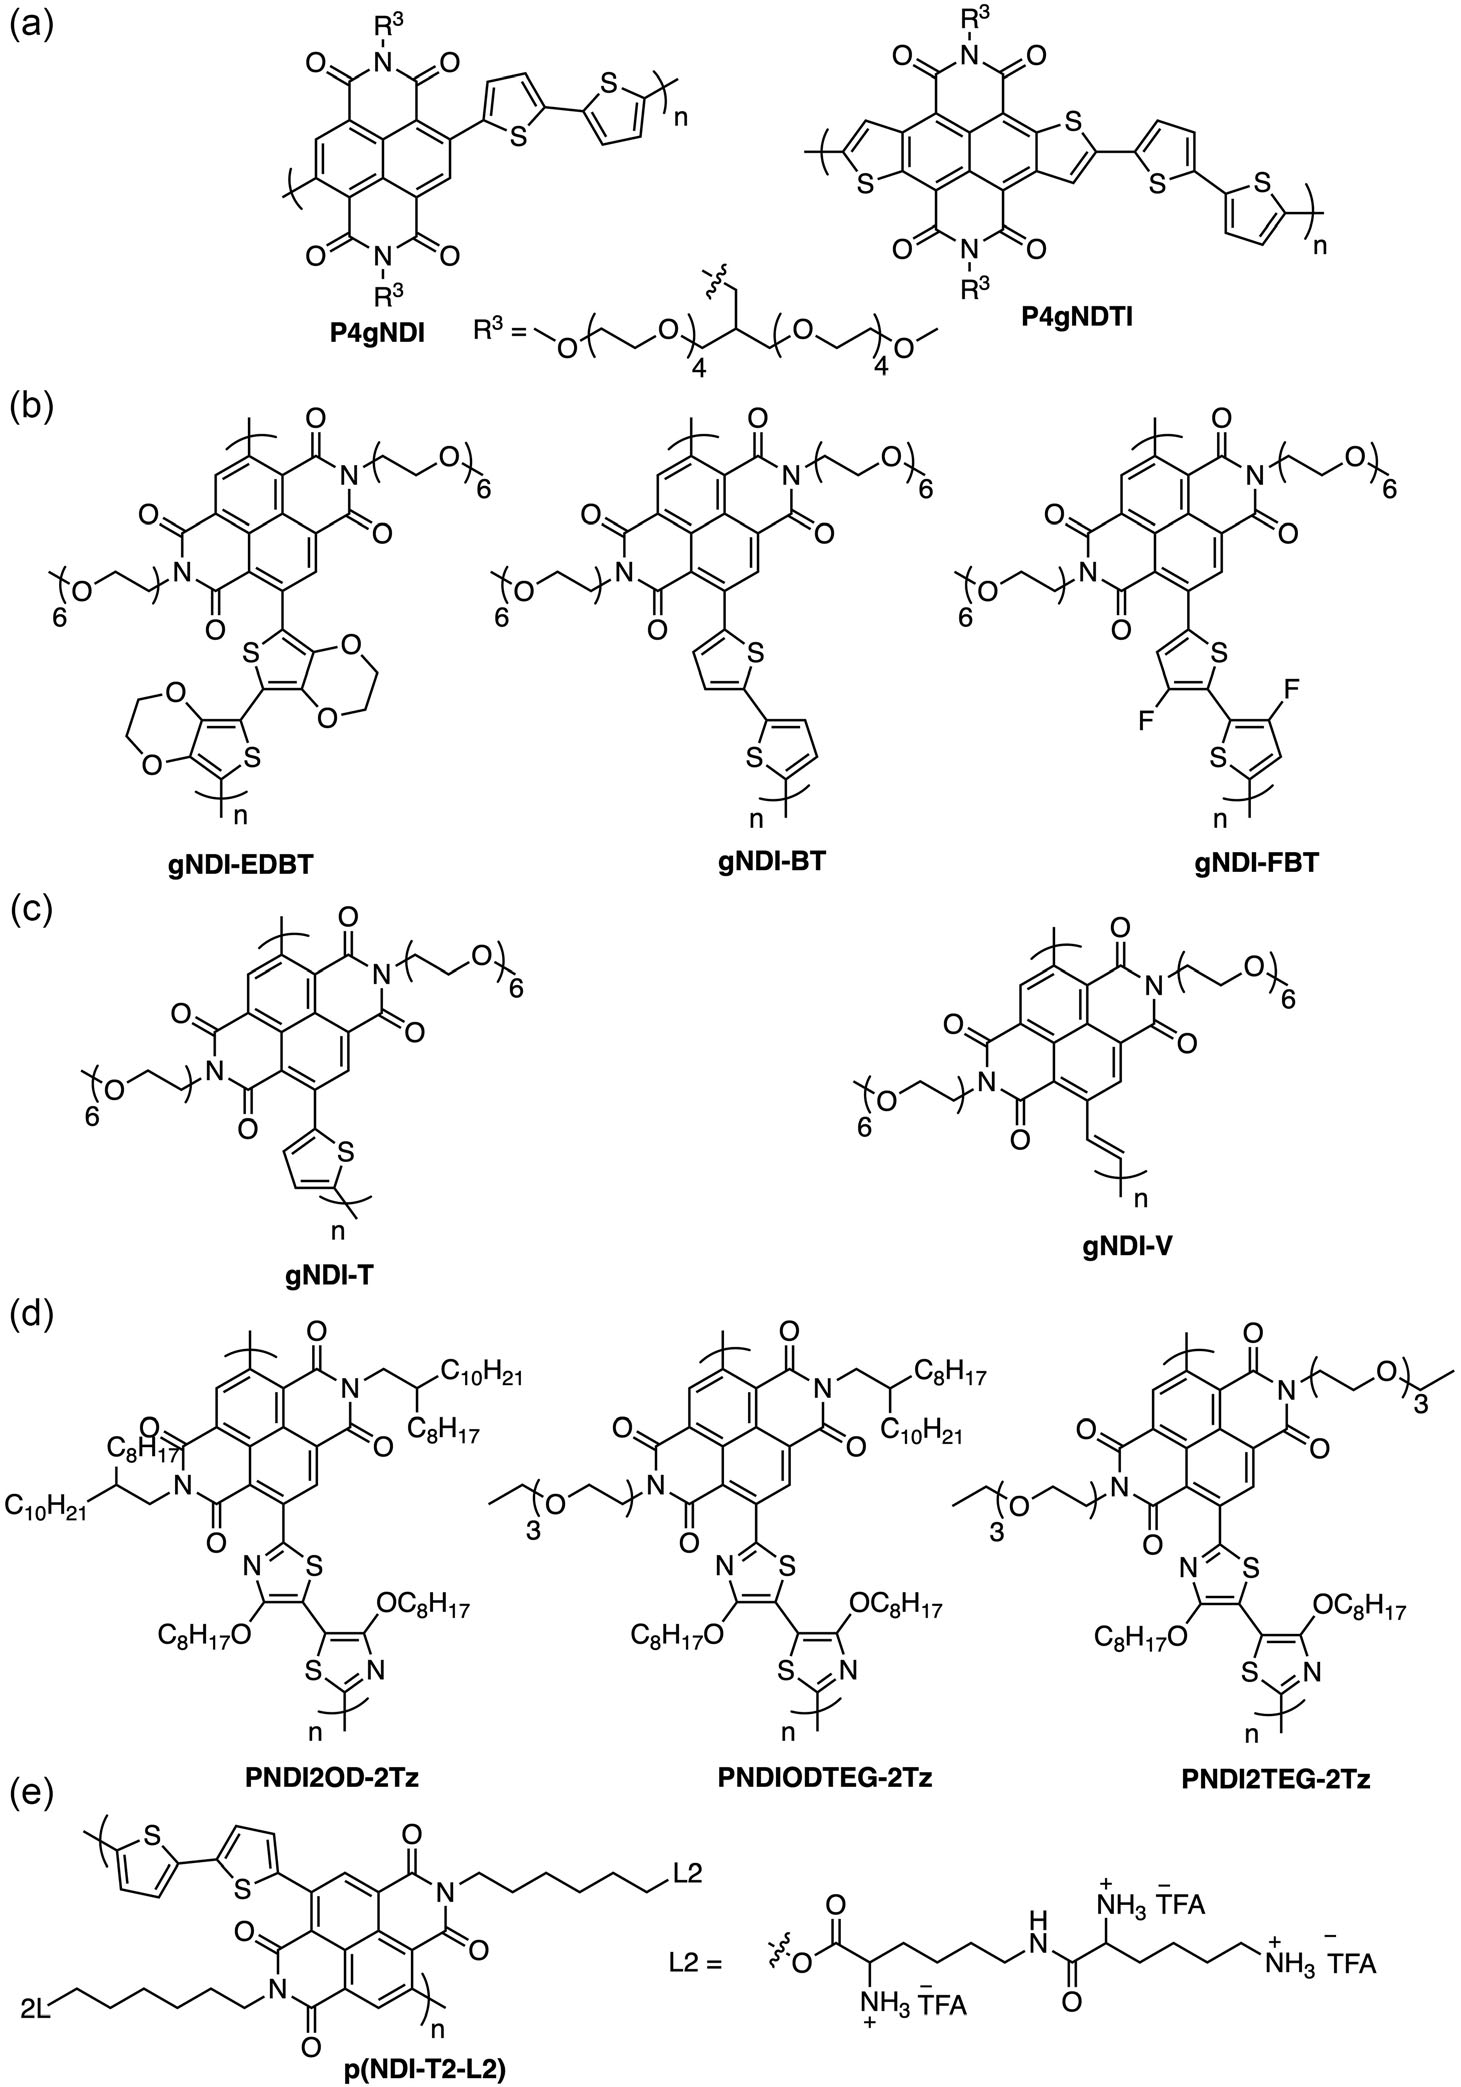 (a)
R³
O N O
S S n
O N O
R³
P4gNDI
R³
O N O
S S S S n
O N O
R³
P4gNDTI
R³ = O O 4 O 4 O
(b)
O N O 6
O O
6 O N O
S O O
O O S
n
gNDI-EDBT
O N O 6
O O
6 O N O
S
S
n
gNDI-BT
O N O 6
O O
6 O N O
S
F F
S
n
gNDI-FBT
(c)
O N O 6
O O
6 O N O
S
n
gNDI-T
O N O 6
O O
6 O N O
n
gNDI-V
(d)
O N C₁₀H₂₁
C₈H₁₇
O O
C₈H₁₇
C₁₀H₂₁ N O
N S
C₈H₁₇O OC₈H₁₇
S N
n
PNDI2OD-2Tz
O N C₈H₁₇
C₁₀H₂₁
O O
3 O N O
N S
C₈H₁₇O OC₈H₁₇
S N
n
PNDIODTEG-2Tz
O N O 3
O O
3 O N O
N S
C₈H₁₇O OC₈H₁₇
S N
n
PNDI2TEG-2Tz
(e)
S S O N L2
O O
2L N O
n
p(NDI-T2-L2)
L2 = O O NH₃ + − TFA H N O NH₃ + − TFA NH₃ + − TFA